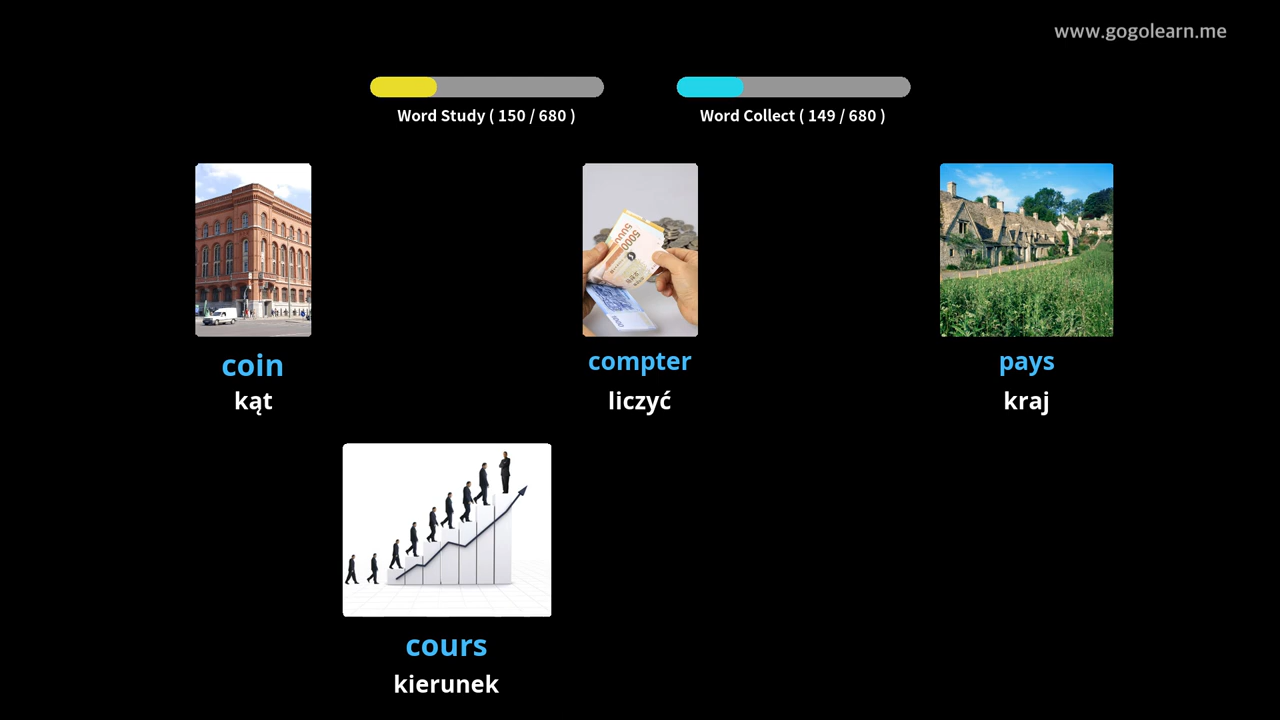 www.gogolearn.me
Word Study ( 150 / 680 )
Word Collect ( 149 / 680 )
5000
coin
kąt
compter
liczyć
pays
kraj
cours
kierunek